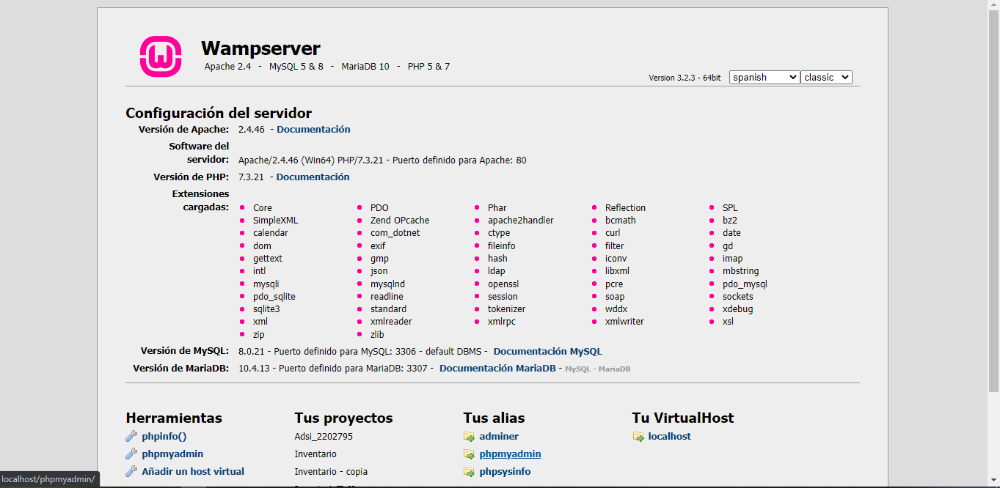 Wampserver
Apache 2.4 - MySQL 5 & 8 - MariaDB 10 - PHP 5 & 7
Version 3.2.3 - 64bit spanish classic
Configuración del servidor
Versión de Apache: 2.4.46 - Documentación
Software del
servidor: Apache/2.4.46 (Win64) PHP/7.3.21 - Puerto definido para Apache: 80
Versión de PHP: 7.3.21 - Documentación
Extensiones
cargadas: Core PDO Phar Reflection SPL
SimpleXML Zend OPcache apache2handler bcmath bz2
calendar com_dotnet ctype curl date
dom exif fileinfo filter gd
gettext gmp hash iconv imap
intl json ldap libxml mbstring
mysqli mysqlnd openssl pcre pdo_mysql
pdo_sqlite readline session soap sockets
sqlite3 standard tokenizer wddx xdebug
xml xmlreader xmlrpc xmlwriter xsl
zip zlib
Versión de MySQL: 8.0.21 - Puerto definido para MySQL: 3306 - default DBMS - Documentación MySQL
Versión de MariaDB: 10.4.13 - Puerto definido para MariaDB: 3307 - Documentación MariaDB - MySQL - MariaDB
Herramientas Tus proyectos Tus alias Tu VirtualHost
phpinfo() Adsi_2202795 adminer localhost
phpmyadmin Inventario phpmyadmin
Añadir un host virtual Inventario - copia phpsysinfo
localhost/phpmyadmin/